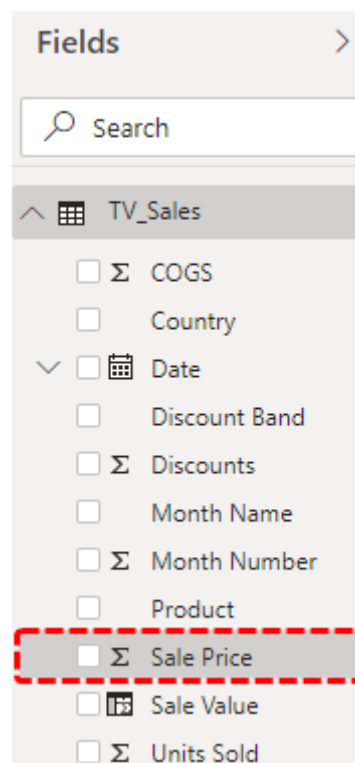 Fields
Search
TV_Sales
Σ COGS
Country
Date
Discount Band
Σ Discounts
Month Name
Σ Month Number
Product
Σ Sale Price
Sale Value
Σ Units Sold